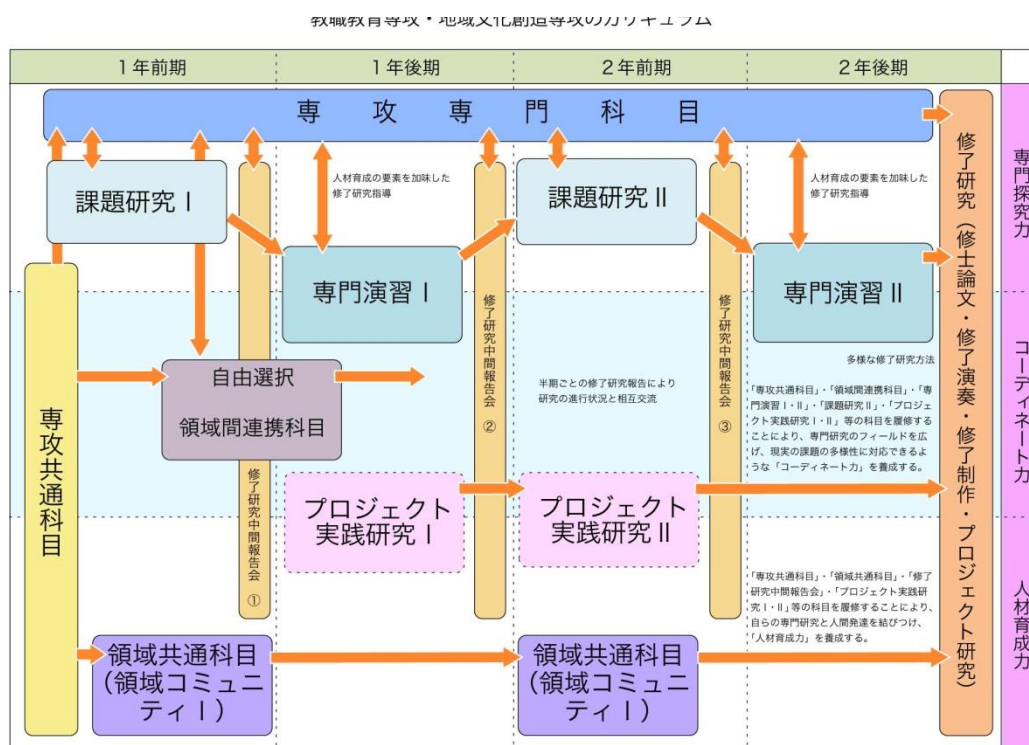 教職教育専攻・地域文化創造専攻のカリキュラム
1年前期
1年後期
2年前期
2年後期
専攻専門科目
課題研究Ⅰ
人材育成の要素を加味した
修了研究指導
課題研究Ⅱ
人材育成の要素を加味した
修了研究指導
専門演習Ⅰ
専門演習Ⅱ
専攻共通科目
自由選択
領域間連携科目
修了研究中間報告会 ①
修了研究中間報告会 ②
半期ごとの修了研究報告により
研究の進行状況と相互交流
修了研究中間報告会 ③
多様な修了研究方法
「専攻共通科目」・「領域間連携科目」・「専
門演習Ⅰ・Ⅱ」・「課題研究Ⅱ」・「プロジェ
クト実践研究Ⅰ・Ⅱ」等の科目を履修するこ
とにより、専門研究のフィールドを広
げ、現実の課題の多様性に対応できるよ
うな「コーディネート力」を養成する。
プロジェクト
実践研究Ⅰ
プロジェクト
実践研究Ⅱ
「専攻共通科目」・「領域共通科目」・「修了
研究中間報告会」・「プロジェクト実践研
究Ⅰ・Ⅱ」等の科目を履修することにより、
自らの専門研究と人間発達を結びつけ、
「人材育成力」を養成する。
領域共通科目
(領域コミュニ
ティⅠ)
領域共通科目
(領域コミュニ
ティⅠ)
修了研究(修士論文・修了演奏・修了制作・プロジェクト研究)
専門探究力
コーディネート力
人材育成力